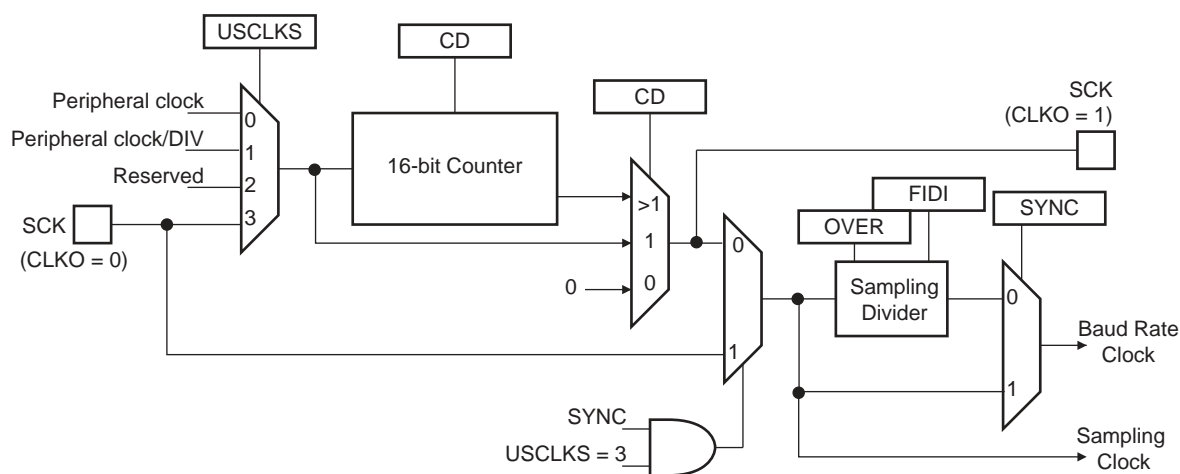 USCLKS
CD
CD
SCK
(CLKO = 1)
Peripheral clock
0
Peripheral clock/DIV
1
Reserved
2
3
SCK
(CLKO = 0)
16-bit Counter
>1
1
0
0
FIDI
OVER
SYNC
0
1
Sampling
Divider
0
1
Baud Rate
Clock
SYNC
USCLKS = 3
Sampling
Clock